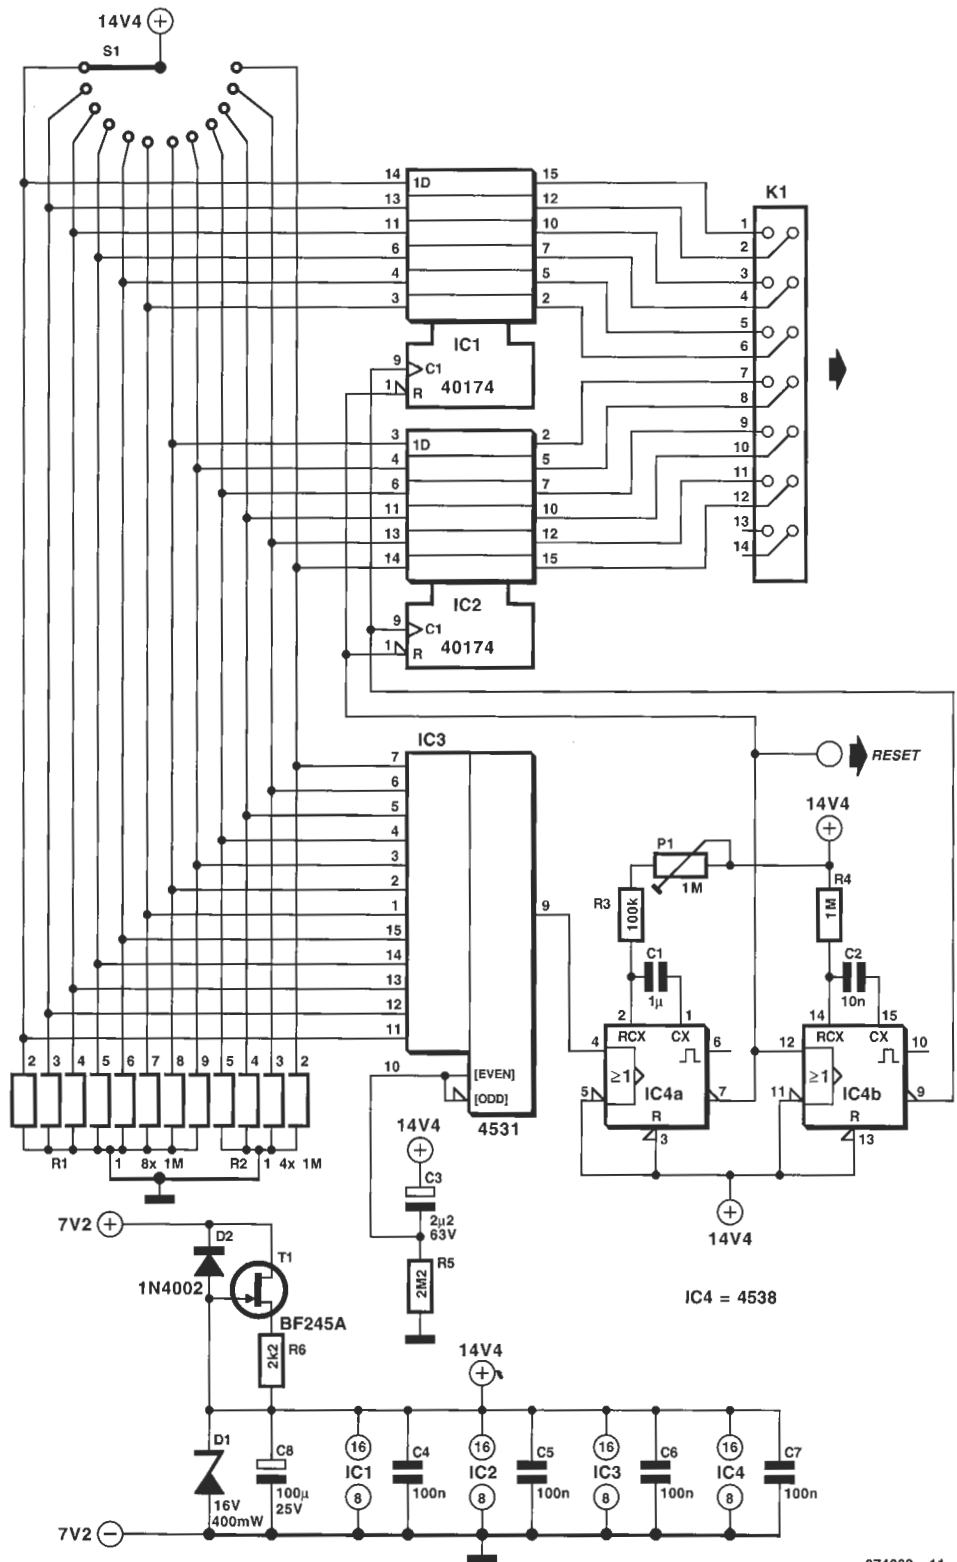 14V4
S1
14 1D 15
13 12
11 10
6 7
4 5
3 2
IC1
9 C1
40174
1 R
K1
1
2
3
4
5
6
7
8
9
10
11
12
13
14
3 1D 2
4 5
6 7
11 10
13 12
14 15
IC2
9 C1
40174
1 R
IC3
7
6
5
4
3
2
1
15
14
13
12
11
9
10 [EVEN]
[ODD]
4531
RESET
14V4
P1
1M
R3
100k
R4
1M
C1
1μ
C2
10n
2 1
RCX CX
4 6
≥1
IC4a
5 7
R
3
14 15
RCX CX
12 10
≥1
IC4b
11 9
R
13
14V4
2 3 4 5 6 7 8 9 5 4 3 2
R1 1 8x 1M R2 1 4x 1M
14V4
C3
2μ2
63V
R5
2M2
IC4 = 4538
7V2
D2
1N4002
T1
BF245A
R6
2k2
14V4
D1
16V
400mW
C8
100μ
25V
16
IC1
8
C4
100n
16
IC2
8
C5
100n
16
IC3
8
C6
100n
16
IC4
8
C7
100n
7V2